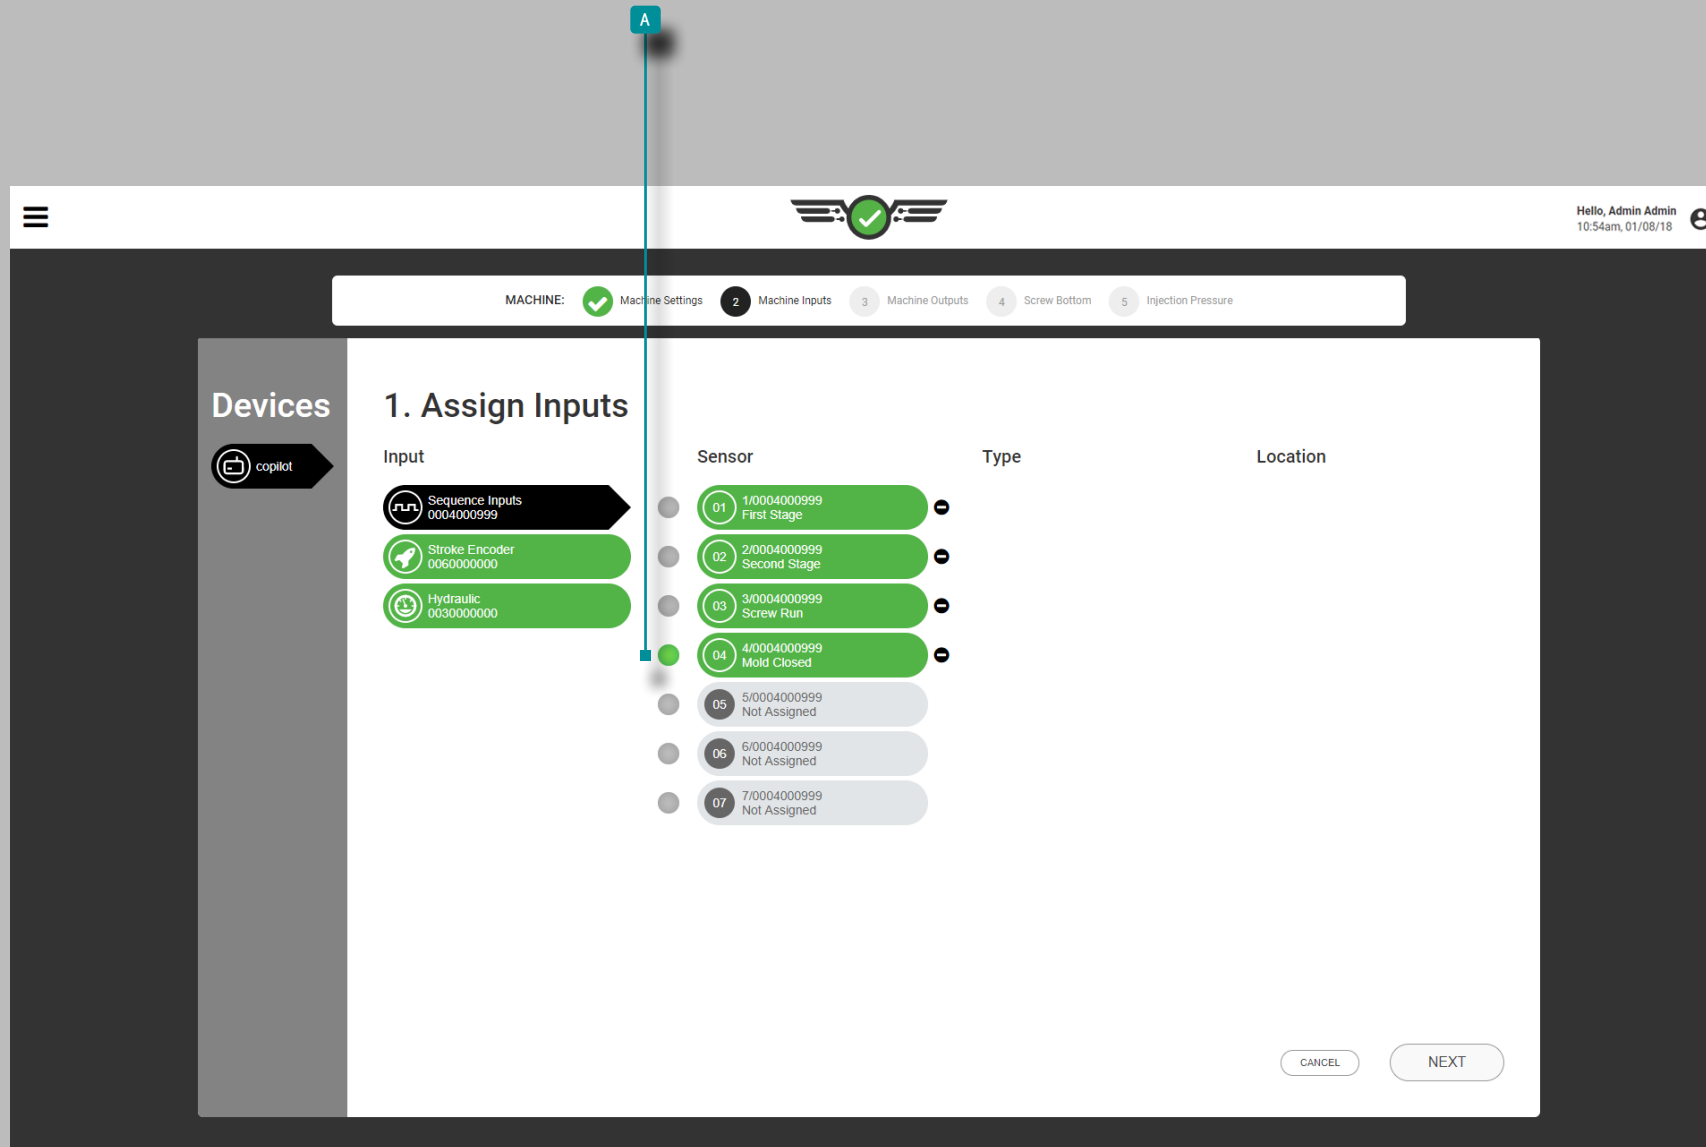 A
Hello, Admin Admin
10:54am, 01/08/18
MACHINE: Machine Settings 2 Machine Inputs 3 Machine Outputs 4 Screw Bottom 5 Injection Pressure
Devices
copilot
1. Assign Inputs
Input Sensor Type Location
Sequence Inputs
0004000999
Stroke Encoder
0060000000
Hydraulic
0030000000
01 1/0004000999
First Stage
02 2/0004000999
Second Stage
03 3/0004000999
Screw Run
04 4/0004000999
Mold Closed
05 5/0004000999
Not Assigned
06 6/0004000999
Not Assigned
07 7/0004000999
Not Assigned
CANCEL NEXT